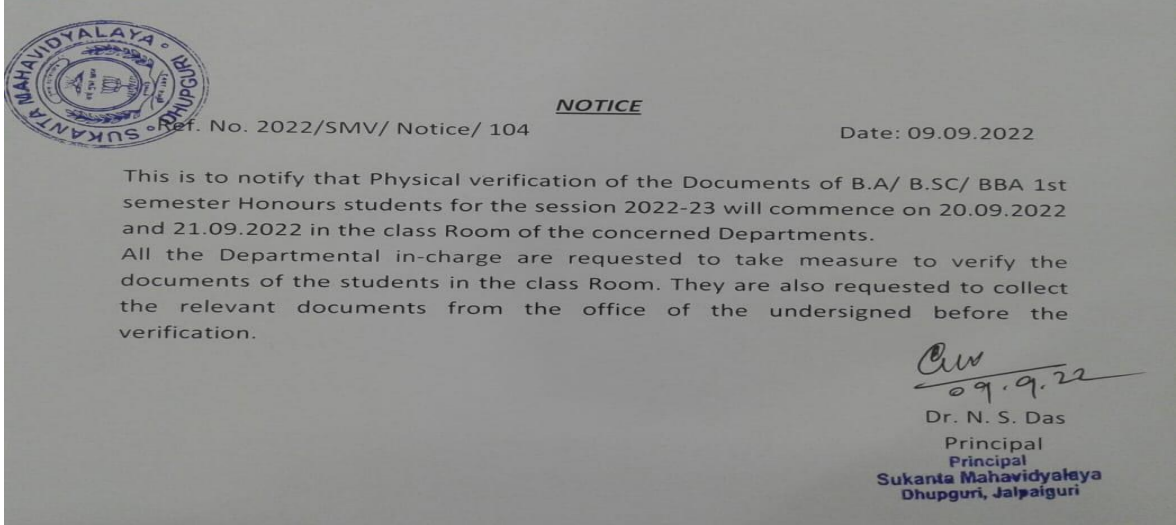 SUKANTA MAHAVIDYALAYA
DHUPGURI
NOTICE
Ref. No. 2022/SMV/ Notice/ 104
Date: 09.09.2022
This is to notify that Physical verification of the Documents of B.A/ B.SC/ BBA 1st
semester Honours students for the session 2022-23 will commence on 20.09.2022
and 21.09.2022 in the class Room of the concerned Departments.
All the Departmental in-charge are requested to take measure to verify the
documents of the students in the class Room. They are also requested to collect
the relevant documents from the office of the undersigned before the
verification.
09.9.22
Dr. N. S. Das
Principal
Principal
Sukanta Mahavidyalaya
Dhupguri, Jalpaiguri